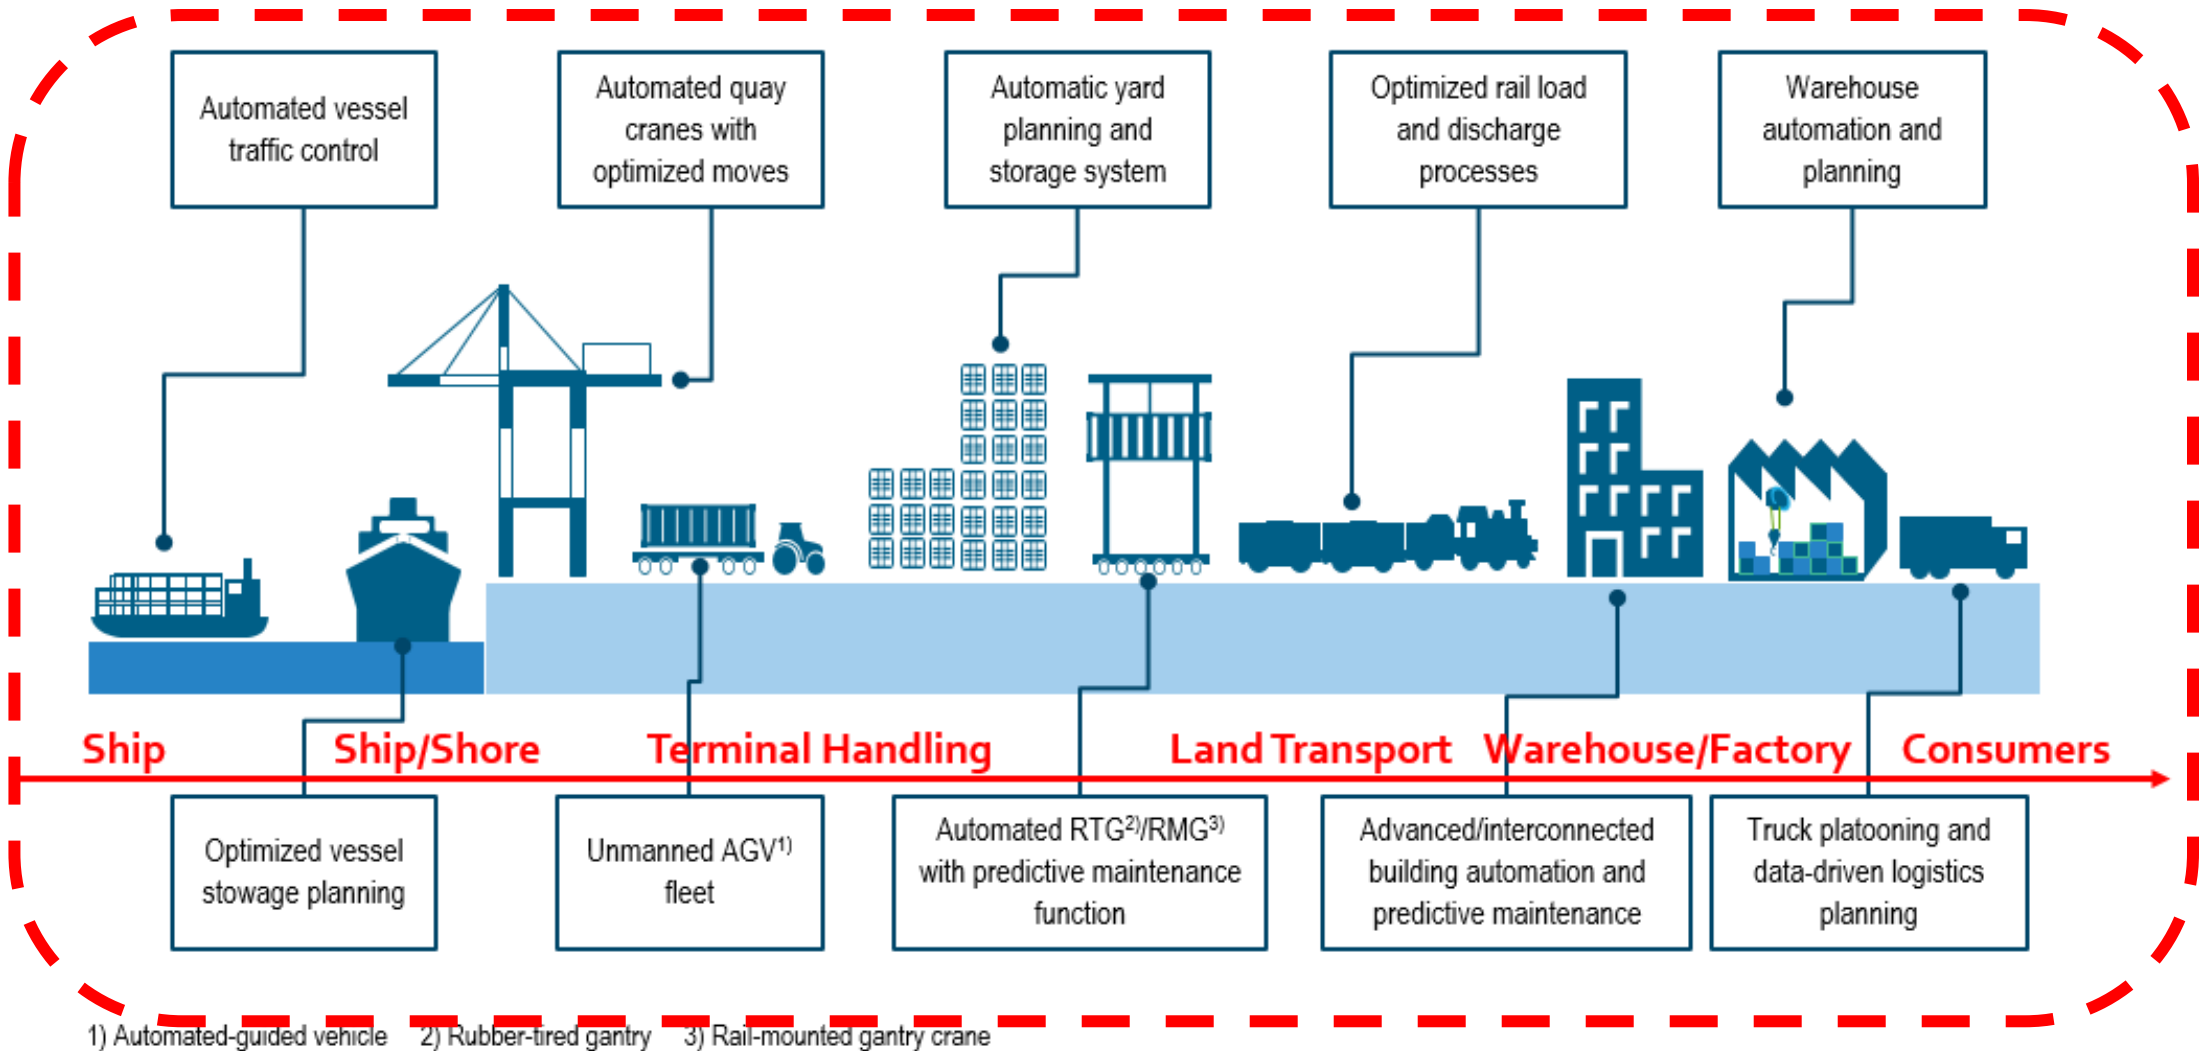 Automated vessel
traffic control
Automated quay
cranes with
optimized moves
Automatic yard
planning and
storage system
Optimized rail load
and discharge
processes
Warehouse
automation and
planning
Ship
Ship/Shore
Terminal Handling
Land Transport
Warehouse/Factory
Consumers
Optimized vessel
stowage planning
Unmanned AGV¹⁾
fleet
Automated RTG²⁾/RMG³⁾
with predictive maintenance
function
Advanced/interconnected
building automation and
predictive maintenance
Truck platooning and
data-driven logistics
planning
1) Automated-guided vehicle 2) Rubber-tired gantry 3) Rail-mounted gantry crane